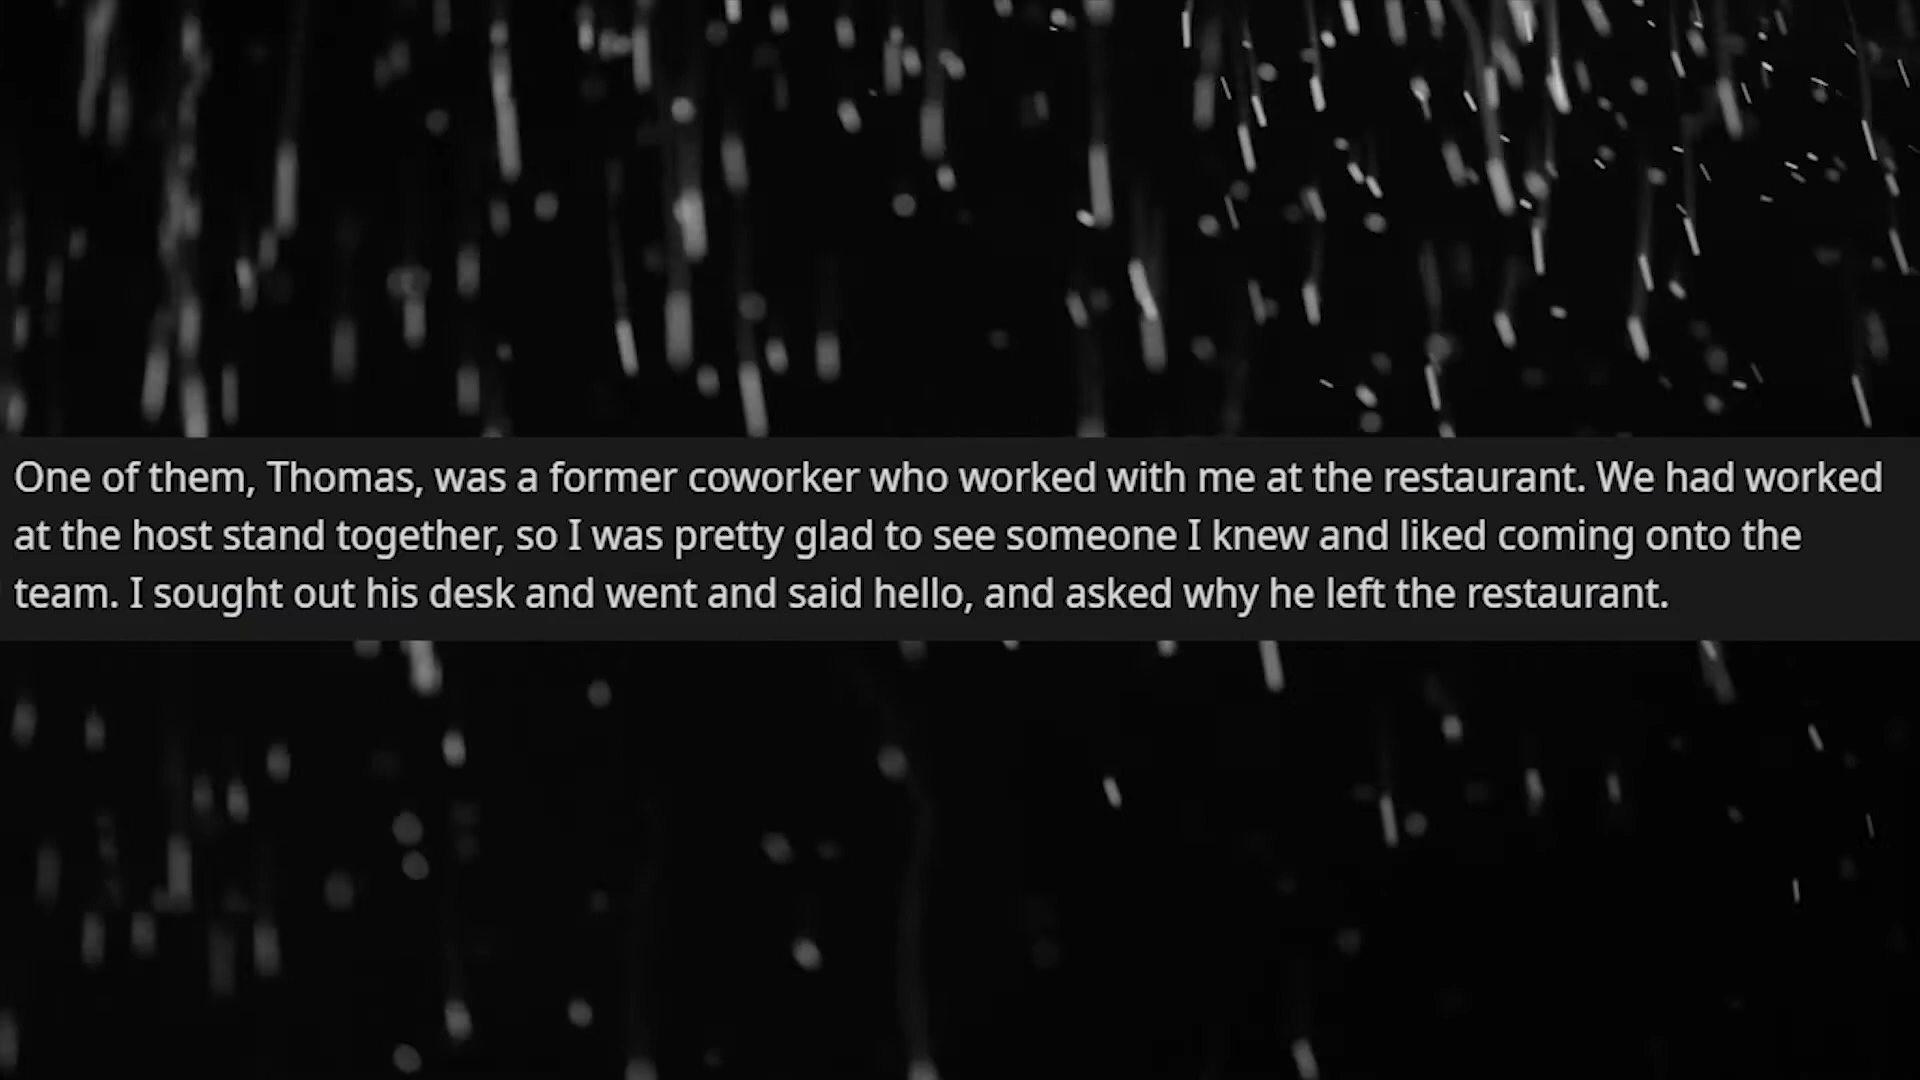 One of them, Thomas, was a former coworker who worked with me at the restaurant. We had worked
at the host stand together, so I was pretty glad to see someone I knew and liked coming onto the
team. I sought out his desk and went and said hello, and asked why he left the restaurant.